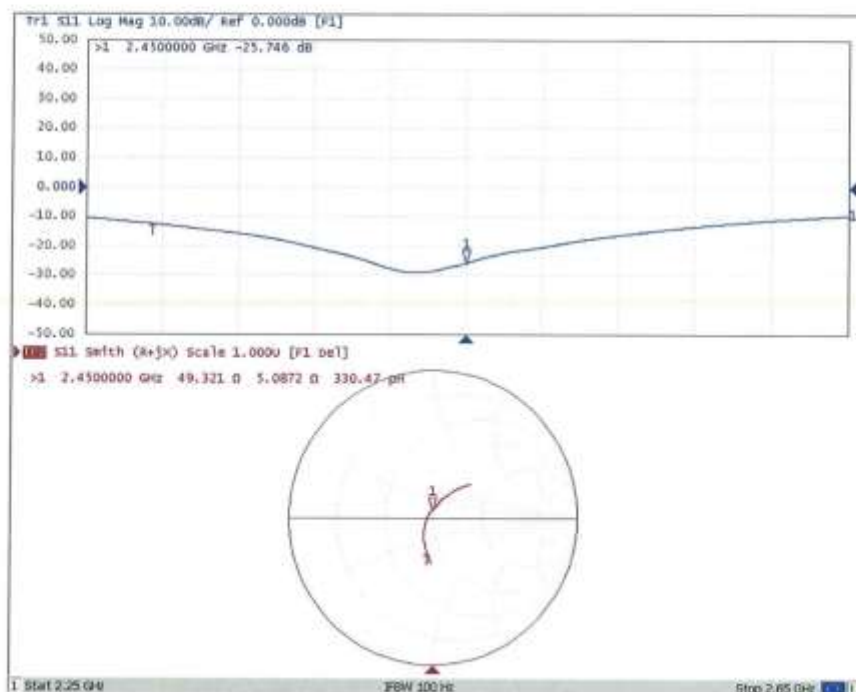 Tr1 S11 Log Mag 10.00dB/ Ref 0.000dB [F1]
50.00
>1 2.4500000 GHz -25.746 dB
40.00
30.00
20.00
10.00
0.000
-10.00
1
-20.00
1
-30.00
-40.00
-50.00
S11 Smith (R+jX) Scale 1.000U [F1 Del]
>1 2.4500000 GHz 49.321 Ω 5.0872 Ω 330.47 pH
1
1 Start 2.25 GHz
IFBW 100 Hz
Stop 2.65 GHz